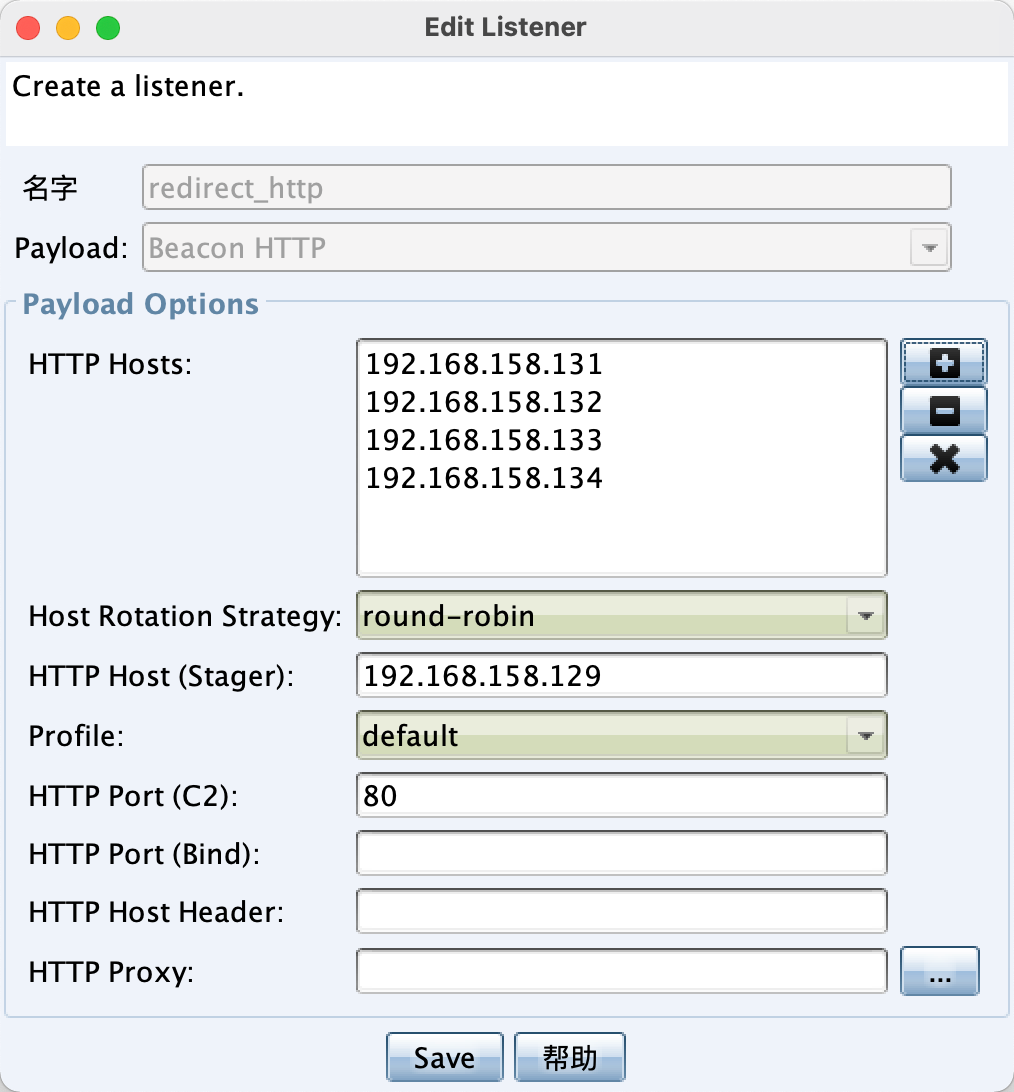 Edit Listener
Create a listener.
名字 redirect_http
Payload: Beacon HTTP
Payload Options
HTTP Hosts: 192.168.158.131
192.168.158.132
192.168.158.133
192.168.158.134
Host Rotation Strategy: round-robin
HTTP Host (Stager): 192.168.158.129
Profile: default
HTTP Port (C2): 80
HTTP Port (Bind):
HTTP Host Header:
HTTP Proxy: ...
Save 帮助